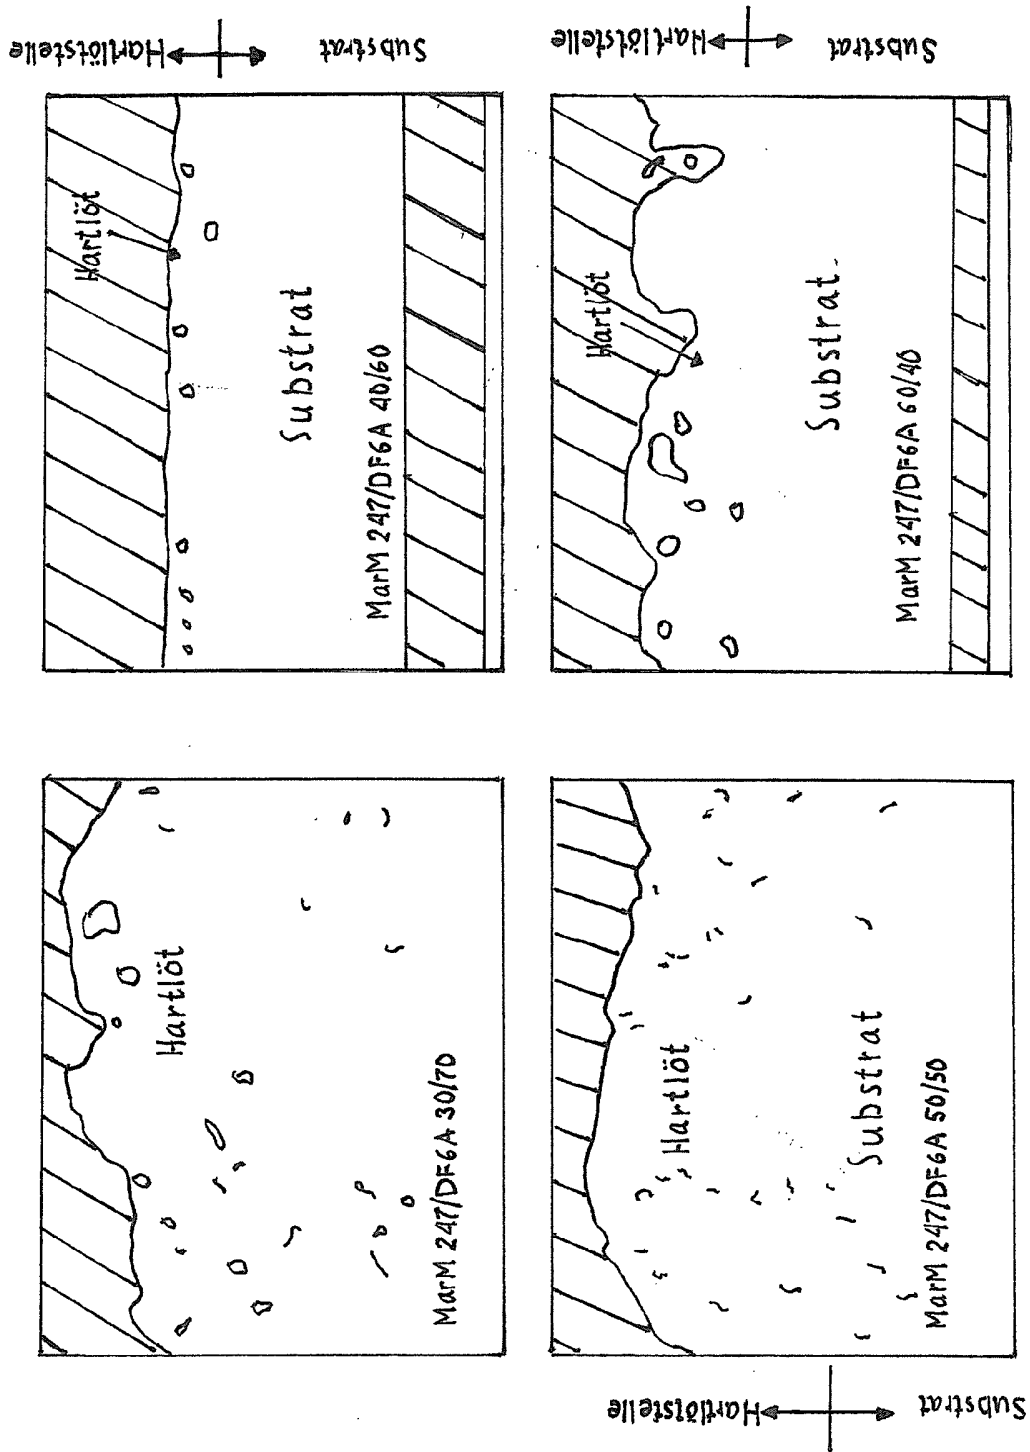 Hartlöt
MarM 247/DF6A 30/70
Hartlöt
Substrat
MarM 247/DF6A 40/60
Hartlötstelle
Substrat
Hartlötstelle
Substrat
Hartlöt
Substrat
MarM 247/DF6A 50/50
Hartlöt
Substrat
MarM 247/DF6A 60/40
Hartlötstelle
Substrat